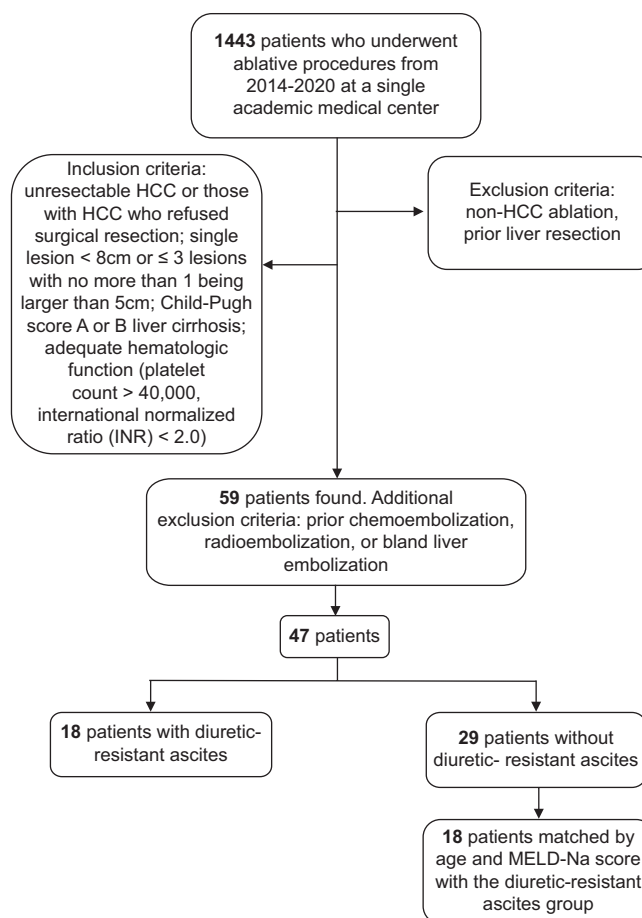 1443 patients who underwent
ablative procedures from
2014-2020 at a single
academic medical center
Inclusion criteria:
unresectable HCC or those
with HCC who refused
surgical resection; single
lesion < 8cm or ≤ 3 lesions
with no more than 1 being
larger than 5cm; Child-Pugh
score A or B liver cirrhosis;
adequate hematologic
function (platelet
count > 40,000,
international normalized
ratio (INR) < 2.0)
Exclusion criteria:
non-HCC ablation,
prior liver resection
59 patients found. Additional
exclusion criteria: prior chemoembolization,
radioembolization, or bland liver
embolization
47 patients
18 patients with diuretic-
resistant ascites
29 patients without
diuretic- resistant ascites
18 patients matched by
age and MELD-Na score
with the diuretic-resistant
ascites group